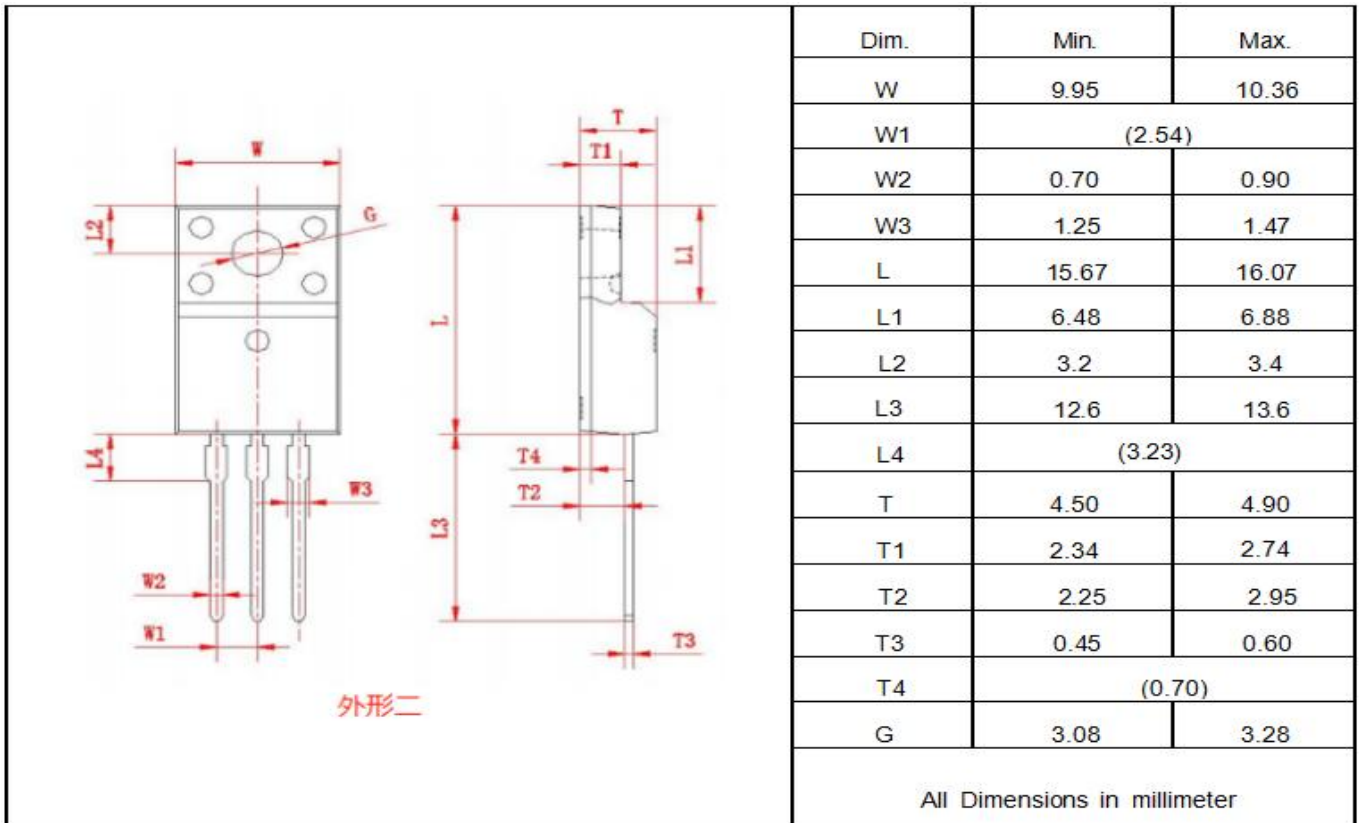 W
L2
G
L4
W3
W2
W1
外形二
T
T1
L
L1
T4
T2
L3
T3
Dim. Min. Max.
W 9.95 10.36
W1 (2.54)
W2 0.70 0.90
W3 1.25 1.47
L 15.67 16.07
L1 6.48 6.88
L2 3.2 3.4
L3 12.6 13.6
L4 (3.23)
T 4.50 4.90
T1 2.34 2.74
T2 2.25 2.95
T3 0.45 0.60
T4 (0.70)
G 3.08 3.28
All Dimensions in millimeter